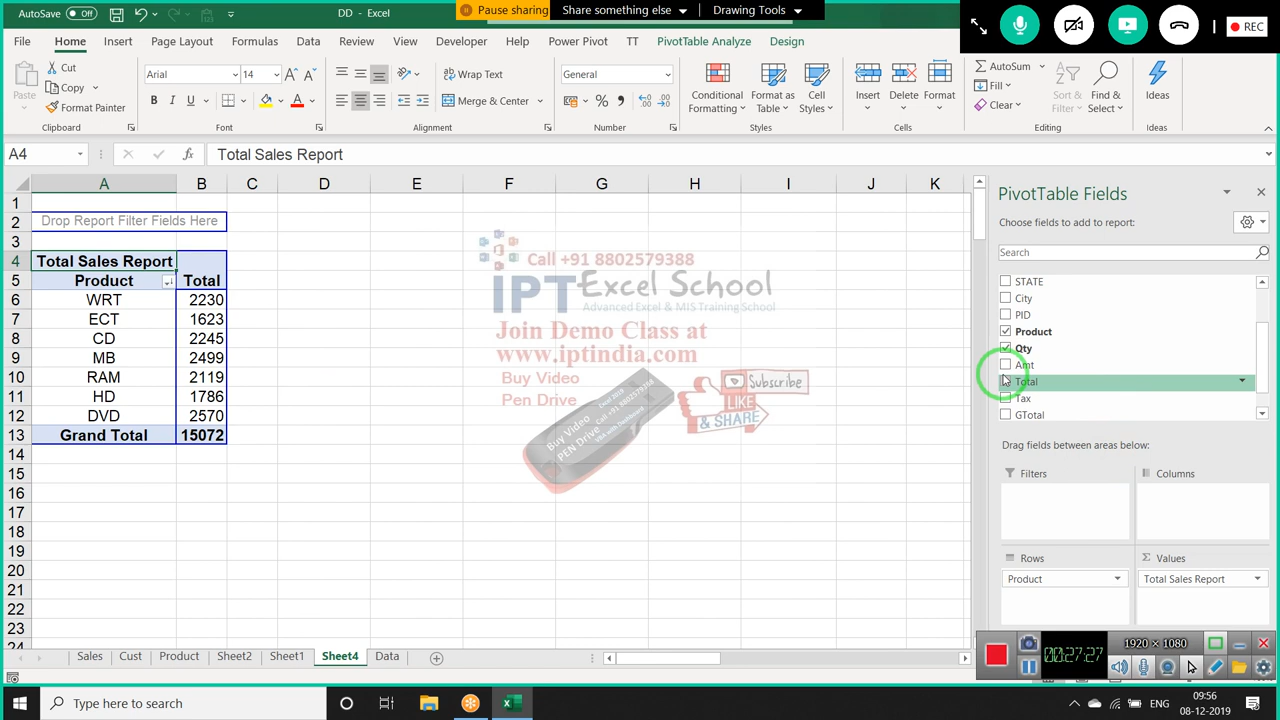 AutoSave Off
DD - Excel
Pause sharing
Share something else
Drawing Tools
REC
File Home Insert Page Layout Formulas Data Review View Developer Help Power Pivot TT PivotTable Analyze Design
Paste
Cut
Copy
Format Painter
Clipboard
Arial 14
B I U
Font
Wrap Text
Merge & Center
Alignment
General
Number
Conditional Formatting
Format as Table
Cell Styles
Styles
Insert Delete Format
Cells
AutoSum
Fill
Clear
Sort & Filter
Find & Select
Editing
Ideas
Ideas
A4 fx Total Sales Report
A B C D E F G H I J K
1
2 Drop Report Filter Fields Here
3
4 Total Sales Report
5 Product Total
6 WRT 2230
7 ECT 1623
8 CD 2245
9 MB 2499
10 RAM 2119
11 HD 1786
12 DVD 2570
13 Grand Total 15072
14
15
16
17
18
19
20
21
22
23
24
Call +91 8802579388
IPT Excel School
Advanced Excel & MIS Training School
Join Demo Class at
www.iptindia.com
Buy Video
Pen Drive
Buy Video
PEN Drive
Subscribe
LIKE
& SHARE
PivotTable Fields
Choose fields to add to report:
Search
STATE
City
PID
Product
Qty
Amt
Total
Tax
GTotal
Drag fields between areas below:
Filters
Columns
Rows
Values
Product
Total Sales Report
Sales Cust Product Sheet2 Sheet1 Sheet4 Data
00:27:27
1920 × 1080
Type here to search
ENG
09:56
08-12-2019